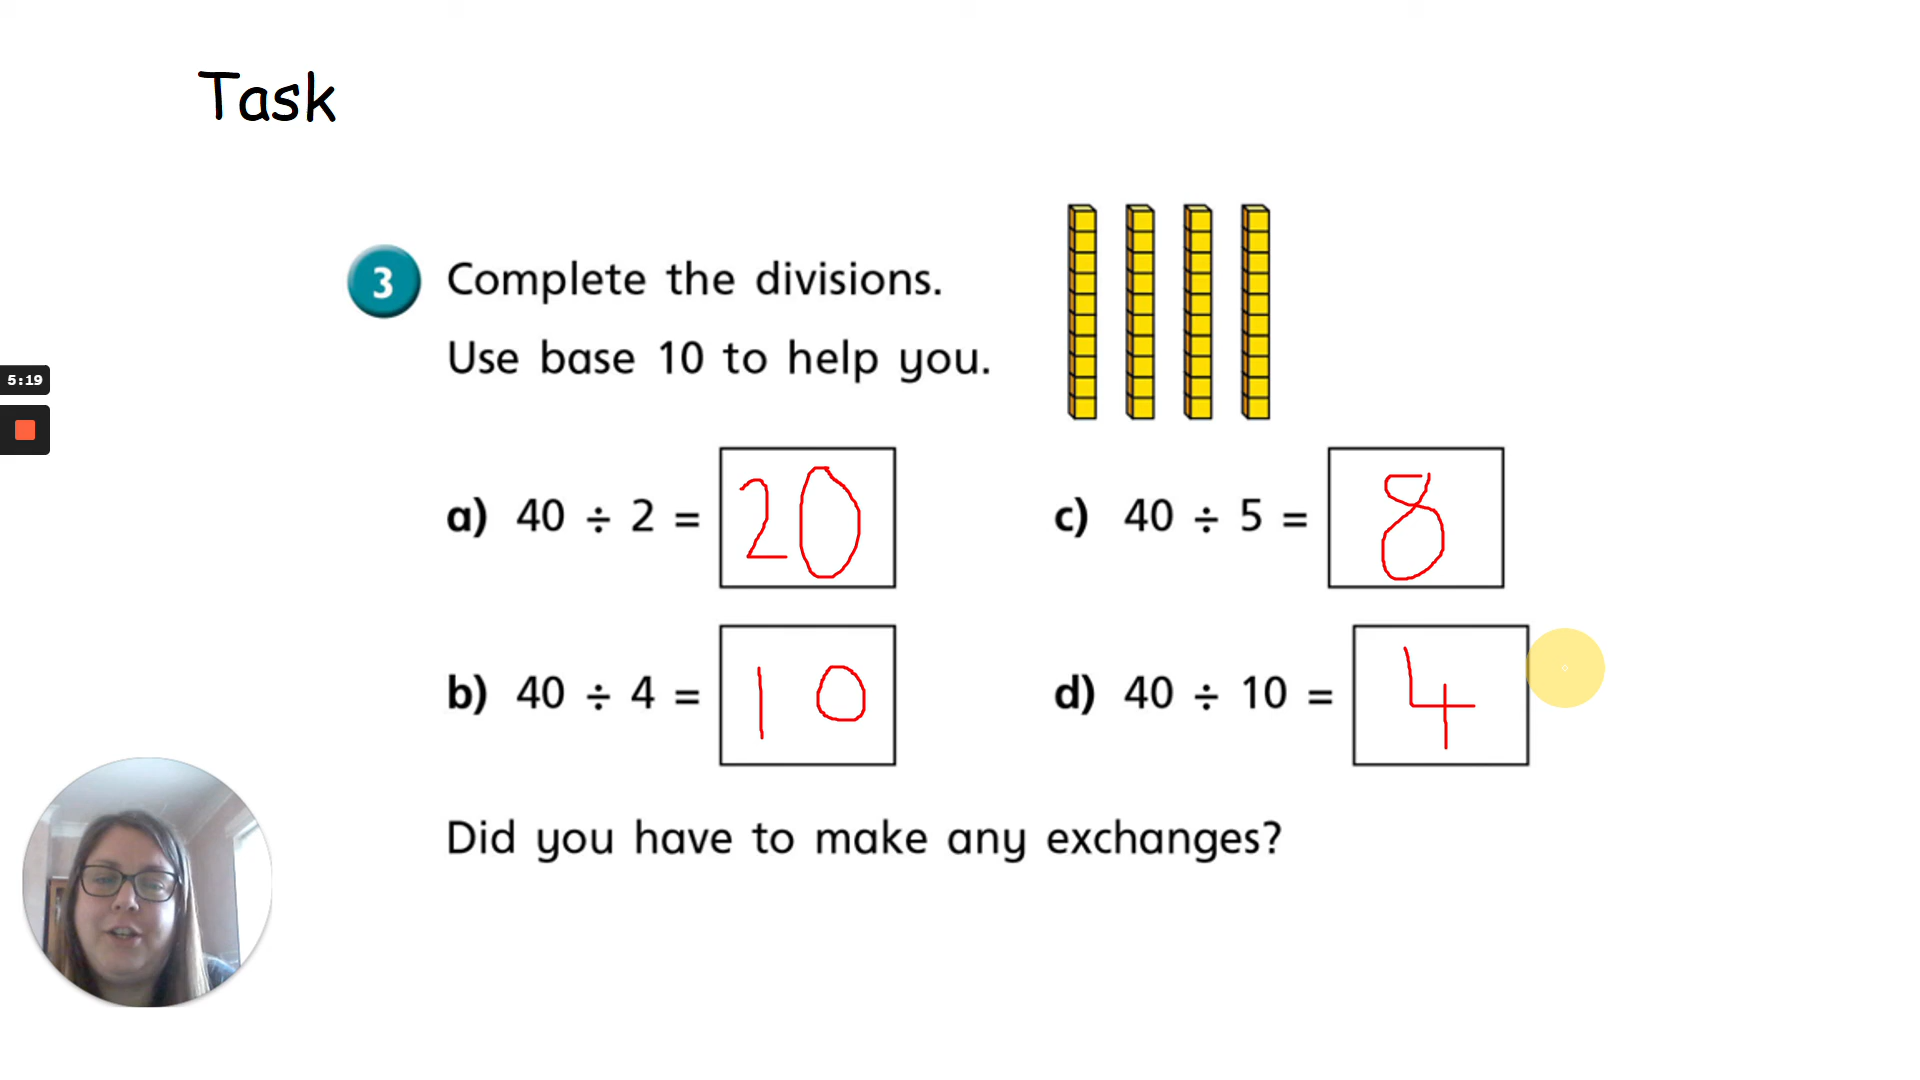 Task
3 Complete the divisions.
Use base 10 to help you.
5:19
a) 40 ÷ 2 = 20
c) 40 ÷ 5 = 8
b) 40 ÷ 4 = 10
d) 40 ÷ 10 = 4
Did you have to make any exchanges?